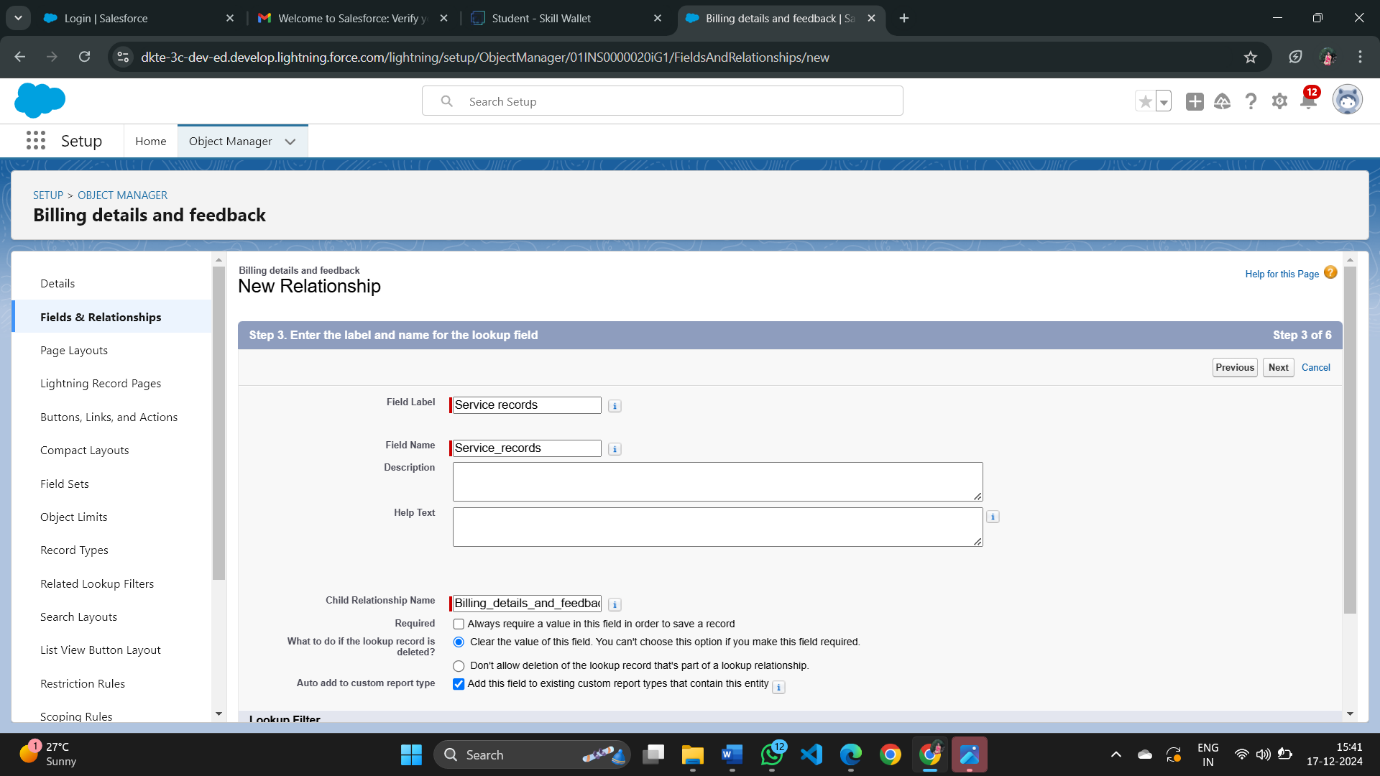 Login | Salesforce
Welcome to Salesforce: Verify y
Student - Skill Wallet
Billing details and feedback | Sa
dkte-3c-dev-ed.develop.lightning.force.com/lightning/setup/ObjectManager/01INS0000020iG1/FieldsAndRelationships/new
Search Setup
12
Setup
Home
Object Manager
SETUP > OBJECT MANAGER
Billing details and feedback
Details
Fields & Relationships
Page Layouts
Lightning Record Pages
Buttons, Links, and Actions
Compact Layouts
Field Sets
Object Limits
Record Types
Related Lookup Filters
Search Layouts
List View Button Layout
Restriction Rules
Scoping Rules
Billing details and feedback
New Relationship
Help for this Page ?
Step 3. Enter the label and name for the lookup field
Step 3 of 6
Previous Next Cancel
Field Label Service records i
Field Name Service_records i
Description
Help Text i
Child Relationship Name Billing_details_and_feedbac i
Required Always require a value in this field in order to save a record
What to do if the lookup record is
deleted?
Clear the value of this field. You can't choose this option if you make this field required.
Don't allow deletion of the lookup record that's part of a lookup relationship.
Auto add to custom report type Add this field to existing custom report types that contain this entity i
Lookup Filter
1
27°C
Sunny
Search
W
12
ENG
IN
15:41
17-12-2024